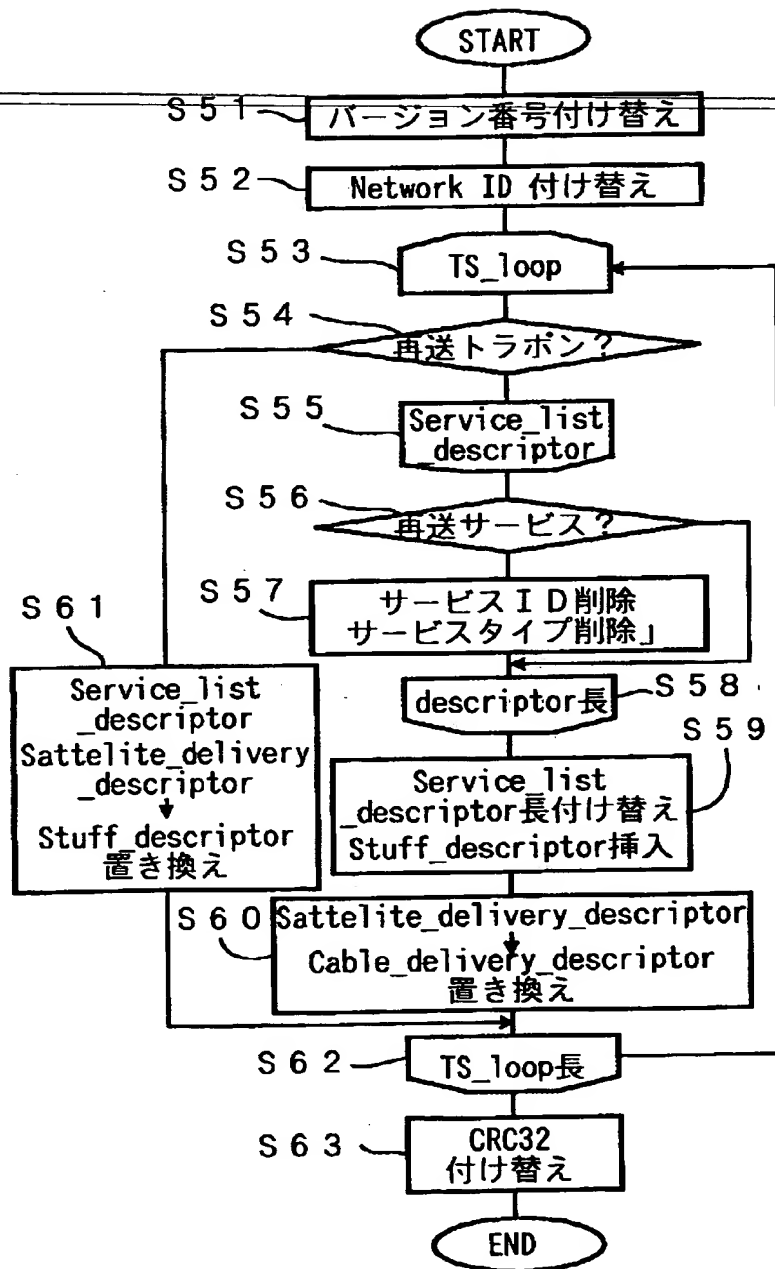 START
S51
バージョン番号付け替え
S52
Network ID 付け替え
S53
TS_loop
S54
再送トラポン?
S55
Service_list
_descriptor
S56
再送サービス?
S57
サービスID削除
サービスタイプ削除」
descriptor長
S58
S59
Service_list
_descriptor長付け替え
Stuff_descriptor挿入
S61
Service_list
_descriptor
Sattelite_delivery
_descriptor
Stuff_descriptor
置き換え
S60
Sattelite_delivery_descriptor
Cable_delivery_descriptor
置き換え
S62
TS_loop長
S63
CRC32
付け替え
END